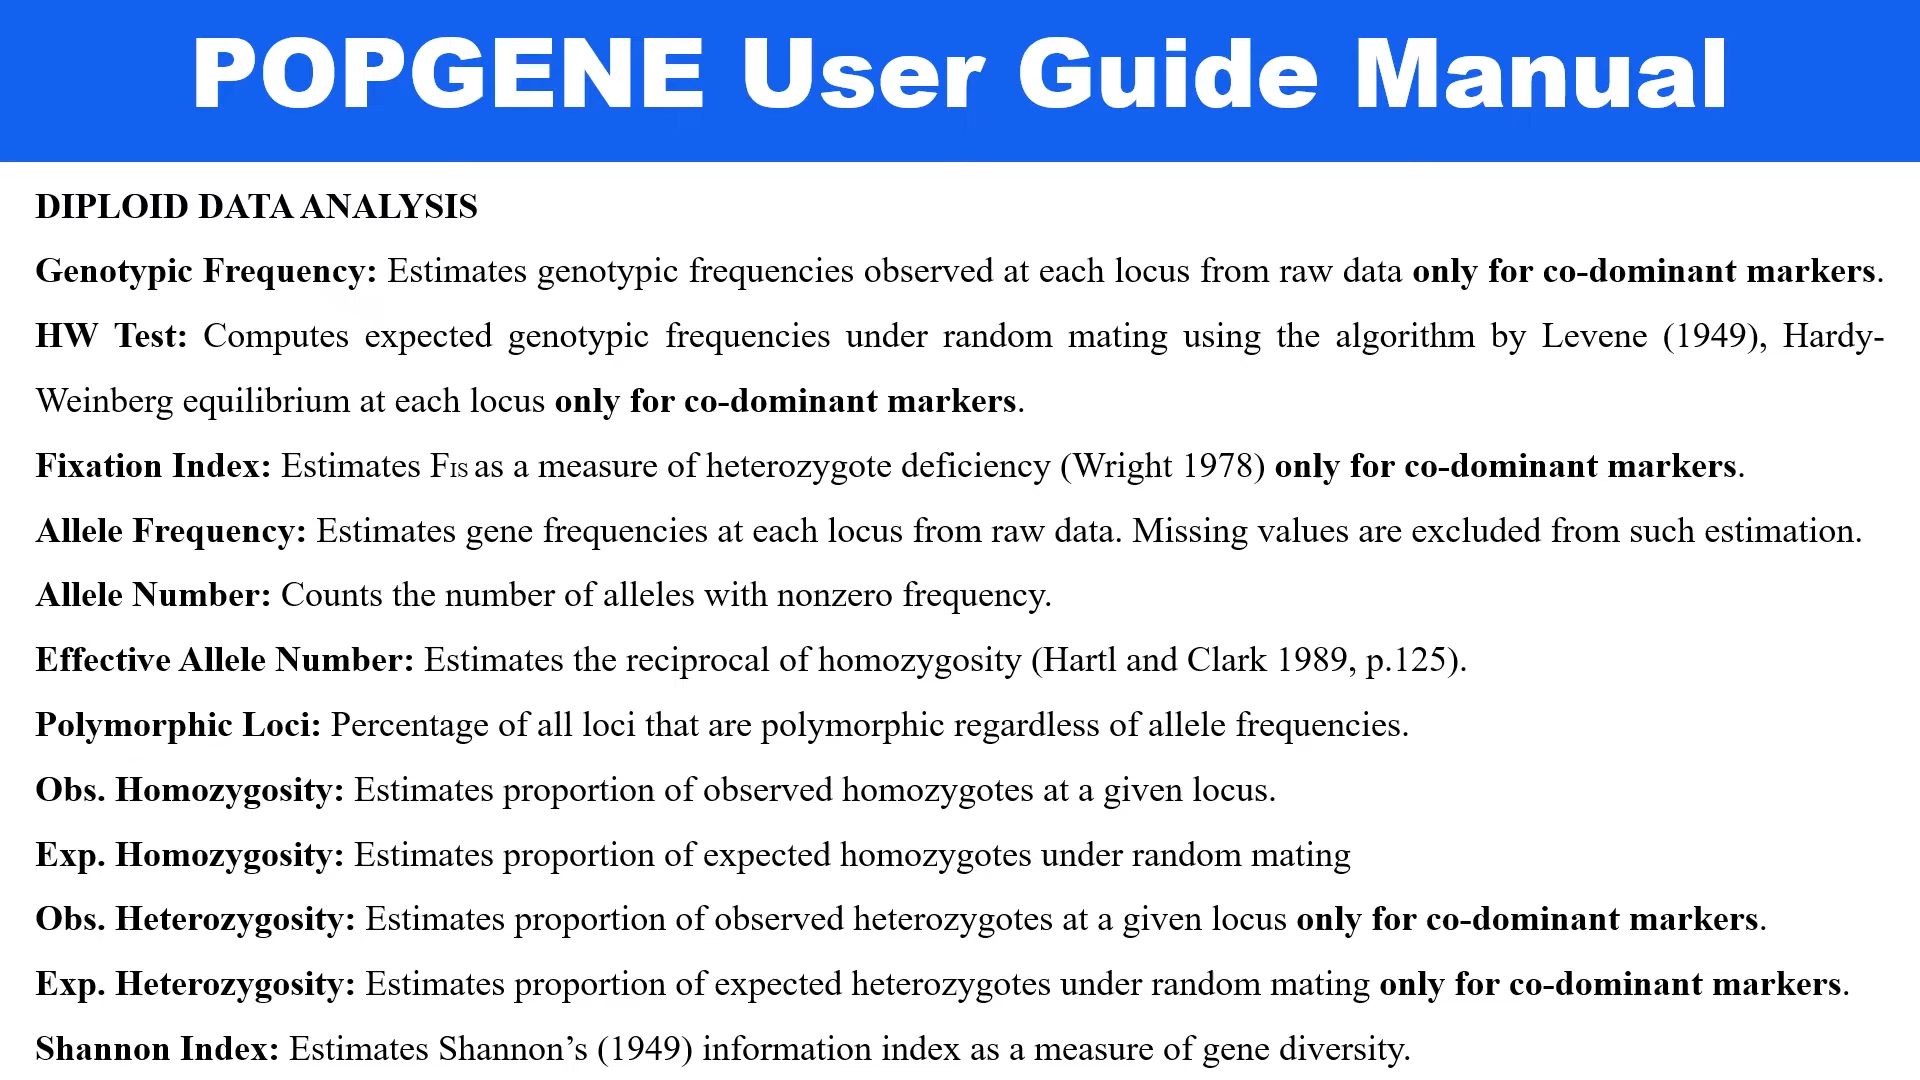 POPGENE User Guide Manual
DIPLOID DATA ANALYSIS
Genotypic Frequency: Estimates genotypic frequencies observed at each locus from raw data only for co-dominant markers.
HW Test: Computes expected genotypic frequencies under random mating using the algorithm by Levene (1949), Hardy-
Weinberg equilibrium at each locus only for co-dominant markers.
Fixation Index: Estimates FIS as a measure of heterozygote deficiency (Wright 1978) only for co-dominant markers.
Allele Frequency: Estimates gene frequencies at each locus from raw data. Missing values are excluded from such estimation.
Allele Number: Counts the number of alleles with nonzero frequency.
Effective Allele Number: Estimates the reciprocal of homozygosity (Hartl and Clark 1989, p.125).
Polymorphic Loci: Percentage of all loci that are polymorphic regardless of allele frequencies.
Obs. Homozygosity: Estimates proportion of observed homozygotes at a given locus.
Exp. Homozygosity: Estimates proportion of expected homozygotes under random mating
Obs. Heterozygosity: Estimates proportion of observed heterozygotes at a given locus only for co-dominant markers.
Exp. Heterozygosity: Estimates proportion of expected heterozygotes under random mating only for co-dominant markers.
Shannon Index: Estimates Shannon’s (1949) information index as a measure of gene diversity.